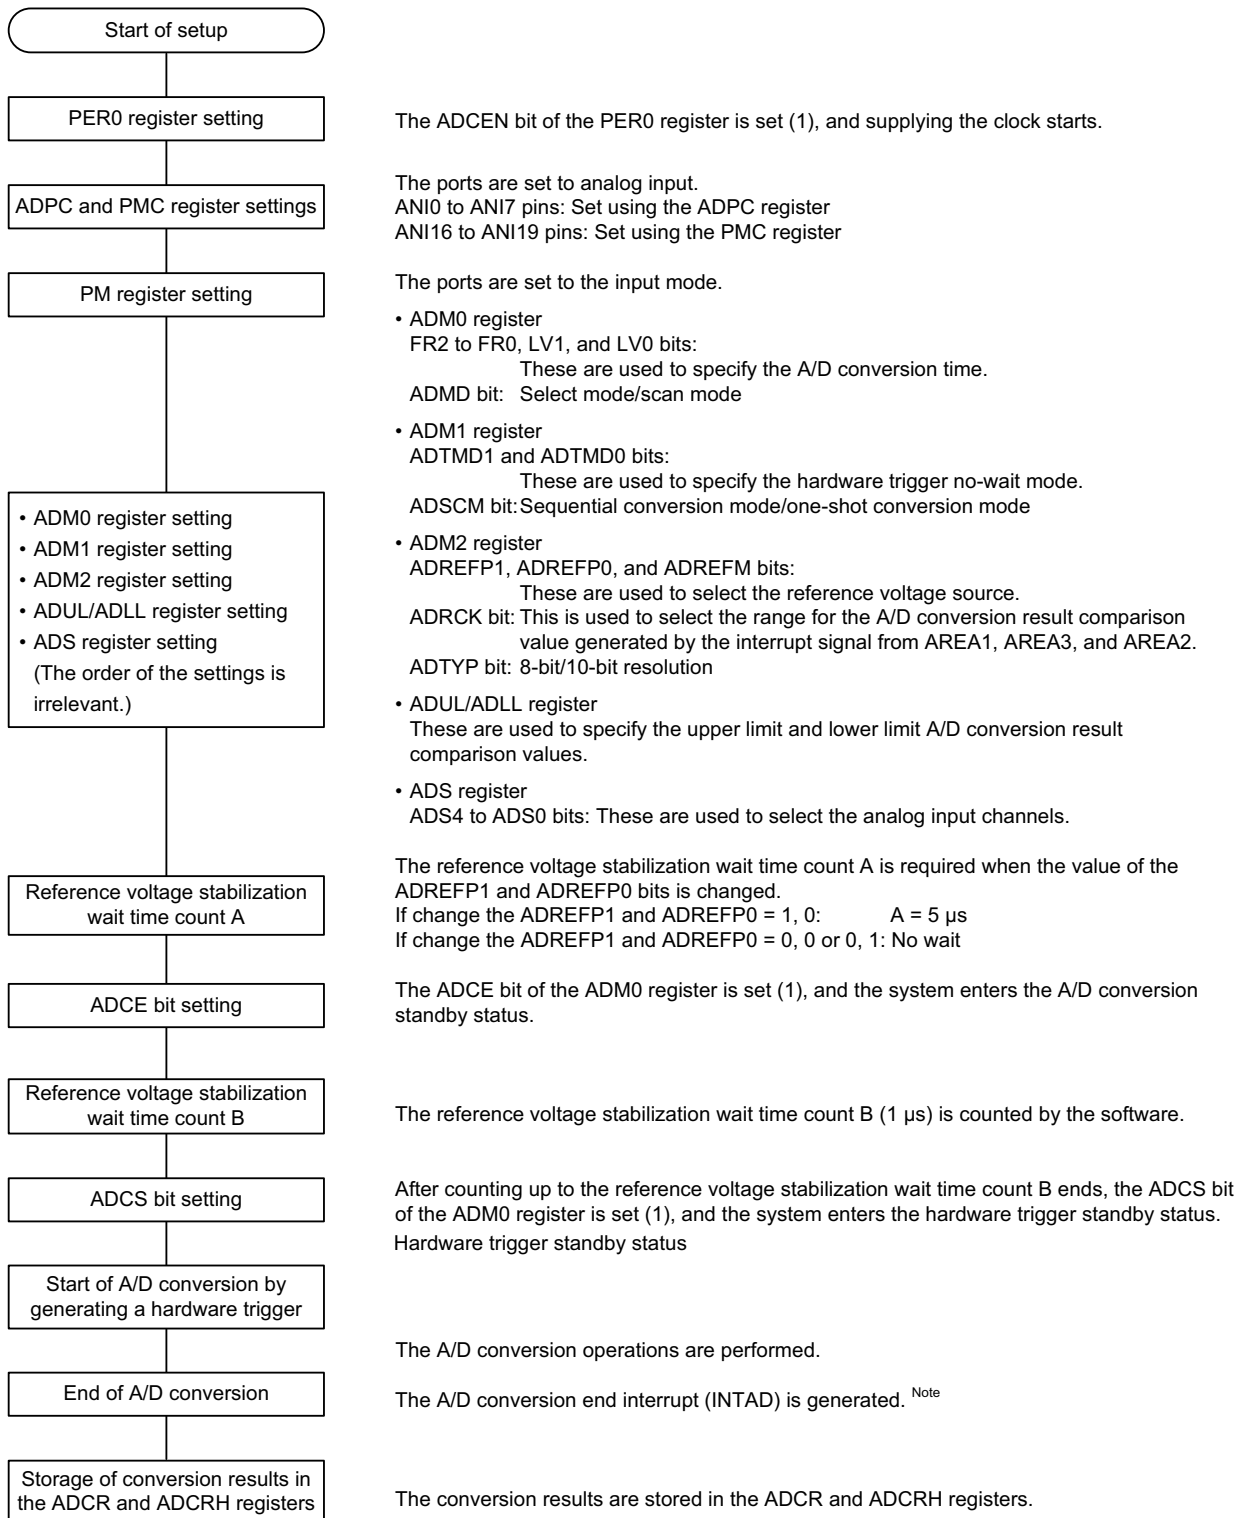 Start of setup
PER0 register setting
The ADCEN bit of the PER0 register is set (1), and supplying the clock starts.
ADPC and PMC register settings
The ports are set to analog input.
ANI0 to ANI7 pins: Set using the ADPC register
ANI16 to ANI19 pins: Set using the PMC register
PM register setting
The ports are set to the input mode.
• ADM0 register setting
• ADM1 register setting
• ADM2 register setting
• ADUL/ADLL register setting
• ADS register setting
(The order of the settings is
irrelevant.)
• ADM0 register
FR2 to FR0, LV1, and LV0 bits:
These are used to specify the A/D conversion time.
ADMD bit: Select mode/scan mode
• ADM1 register
ADTMD1 and ADTMD0 bits:
These are used to specify the hardware trigger no-wait mode.
ADSCM bit: Sequential conversion mode/one-shot conversion mode
• ADM2 register
ADREFP1, ADREFP0, and ADREFM bits:
These are used to select the reference voltage source.
ADRCK bit: This is used to select the range for the A/D conversion result comparison
value generated by the interrupt signal from AREA1, AREA3, and AREA2.
ADTYP bit: 8-bit/10-bit resolution
• ADUL/ADLL register
These are used to specify the upper limit and lower limit A/D conversion result
comparison values.
• ADS register
ADS4 to ADS0 bits: These are used to select the analog input channels.
Reference voltage stabilization
wait time count A
The reference voltage stabilization wait time count A is required when the value of the
ADREFP1 and ADREFP0 bits is changed.
If change the ADREFP1 and ADREFP0 = 1, 0: A = 5 µs
If change the ADREFP1 and ADREFP0 = 0, 0 or 0, 1: No wait
ADCE bit setting
The ADCE bit of the ADM0 register is set (1), and the system enters the A/D conversion
standby status.
Reference voltage stabilization
wait time count B
The reference voltage stabilization wait time count B (1 µs) is counted by the software.
ADCS bit setting
After counting up to the reference voltage stabilization wait time count B ends, the ADCS bit
of the ADM0 register is set (1), and the system enters the hardware trigger standby status.
Hardware trigger standby status
Start of A/D conversion by
generating a hardware trigger
The A/D conversion operations are performed.
End of A/D conversion
The A/D conversion end interrupt (INTAD) is generated. Note
Storage of conversion results in
the ADCR and ADCRH registers
The conversion results are stored in the ADCR and ADCRH registers.